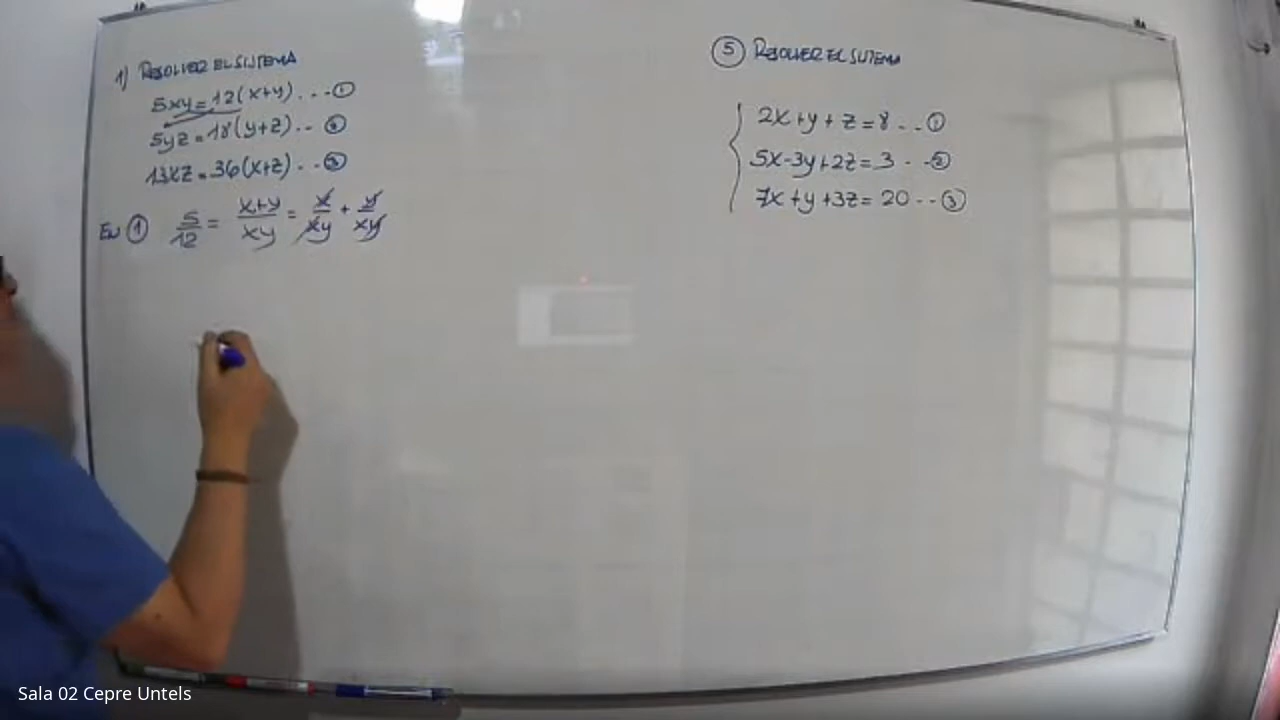 1) RESOLVER EL SISTEMA
5xy = 12(x+y) . . . ①
5yz = 18(y+z) . . ②
13xz = 36(x+z) . . ③
EN ① 5/12 = x+y/xy = x/xy + y/xy
⑤ RESOLVER EL SISTEMA
2x + y + z = 8 . . ①
5x - 3y + 2z = 3 . . ②
7x + y + 3z = 20 . . ③
Sala 02 Cepre Untels